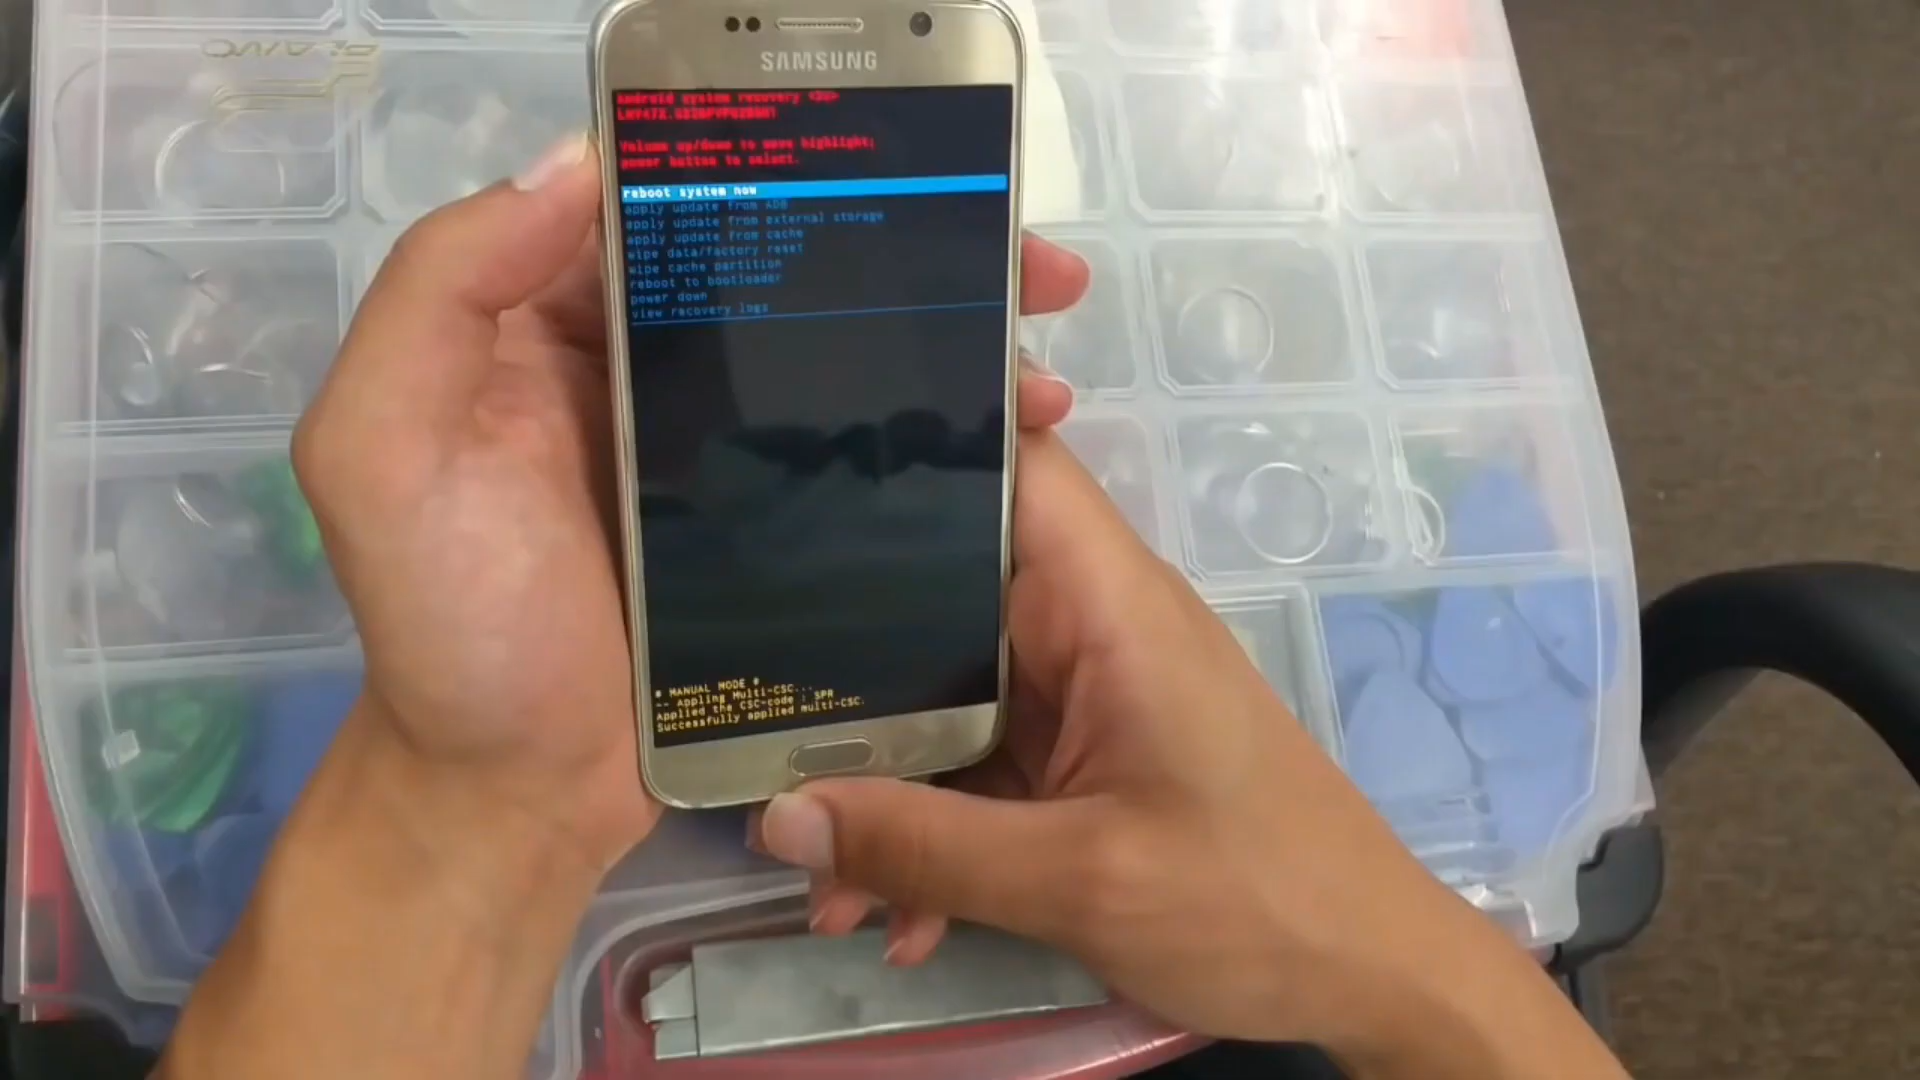 SAMSUNG
Android system recovery <3e>
Volume up/down to move highlight;
power button to select.
reboot system now
apply update from ADB
apply update from external storage
apply update from cache
wipe data/factory reset
wipe cache partition
reboot to bootloader
power down
view recovery logs
# MANUAL MODE #
-- Appling Multi-CSC...
Applied the CSC-code : SPR
Successfully applied multi-CSC.